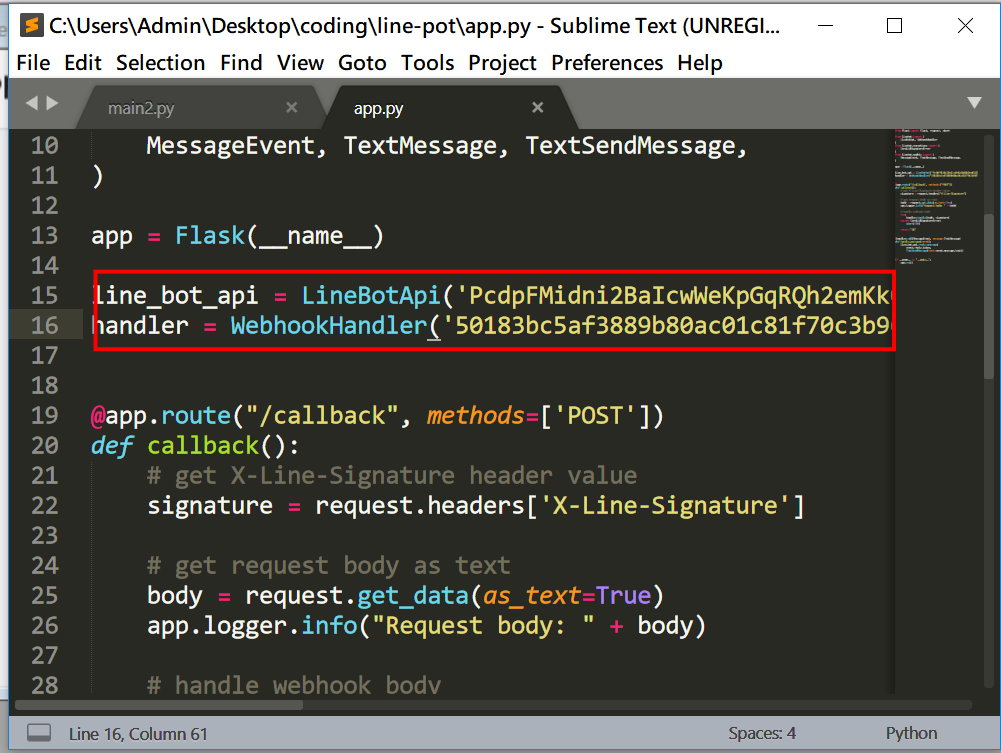 C:\Users\Admin\Desktop\coding\line-pot\app.py - Sublime Text (UNREGI...
File Edit Selection Find View Goto Tools Project Preferences Help
main2.py × app.py ×
10 MessageEvent, TextMessage, TextSendMessage,
11 )
12
13 app = Flask(__name__)
14
15 line_bot_api = LineBotApi('PcdpFMidni2BaIcwWeKpGqRQh2emKk
16 handler = WebhookHandler('50183bc5af3889b80ac01c81f70c3b9
17
18
19 @app.route("/callback", methods=['POST'])
20 def callback():
21 # get X-Line-Signature header value
22 signature = request.headers['X-Line-Signature']
23
24 # get request body as text
25 body = request.get_data(as_text=True)
26 app.logger.info("Request body: " + body)
27
28 # handle webhook body
Line 16, Column 61 Spaces: 4 Python